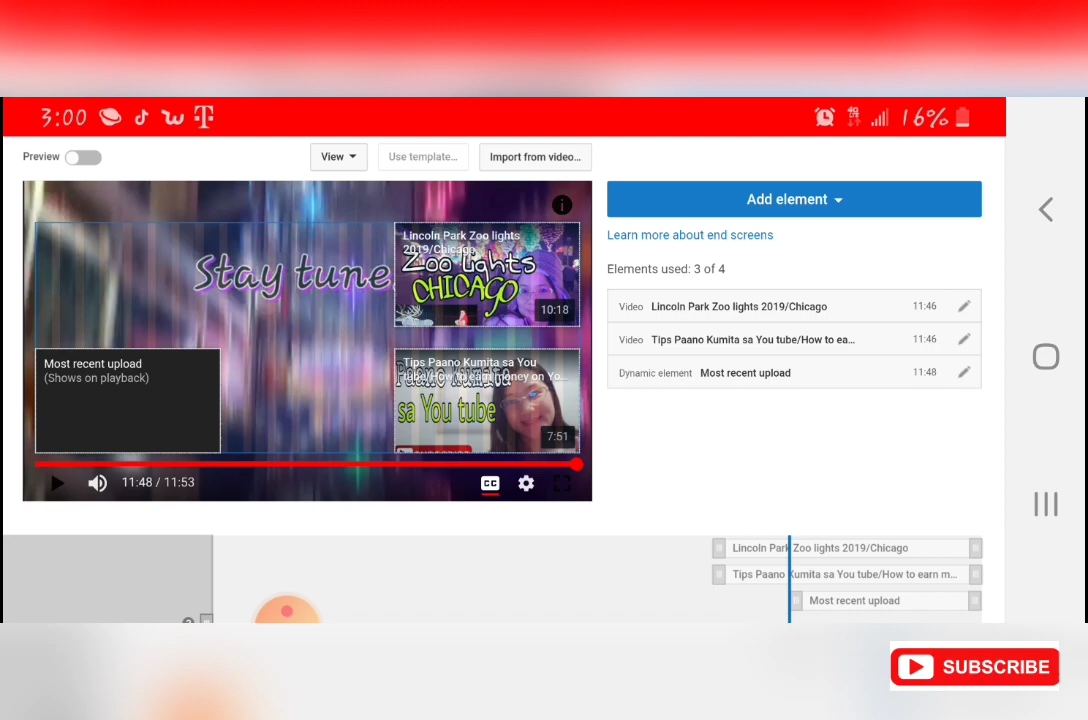 3:00
4G
LTE
16%
Preview
View
Use template...
Import from video...
Stay tune
Lincoln Park Zoo lights
2019/Chicago
Zoo lights
CHICAGO
10:18
Most recent upload
(Shows on playback)
Tips Paano Kumita sa You
tube/How to earn money on Yo...
Paano Kumita
sa You tube
7:51
11:48 / 11:53
CC
Add element
Learn more about end screens
Elements used: 3 of 4
Video Lincoln Park Zoo lights 2019/Chicago 11:46
Video Tips Paano Kumita sa You tube/How to ea... 11:46
Dynamic element Most recent upload 11:48
Lincoln Park Zoo lights 2019/Chicago
Tips Paano Kumita sa You tube/How to earn m...
Most recent upload
SUBSCRIBE